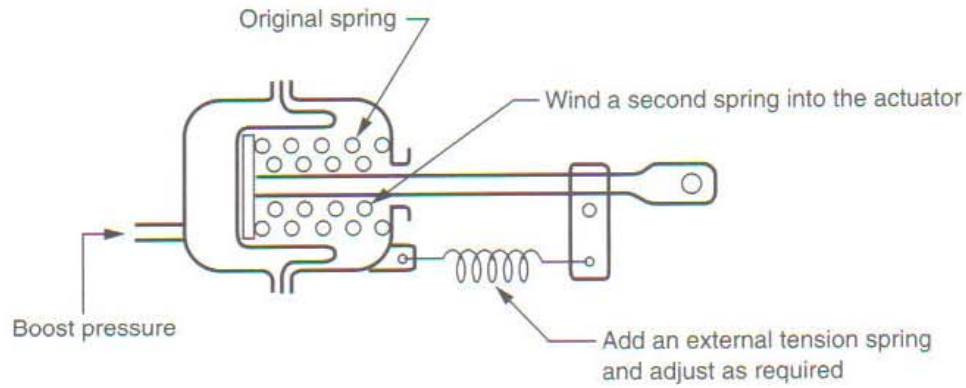 Original spring
Wind a second spring into the actuator
Boost pressure
Add an external tension spring
and adjust as required